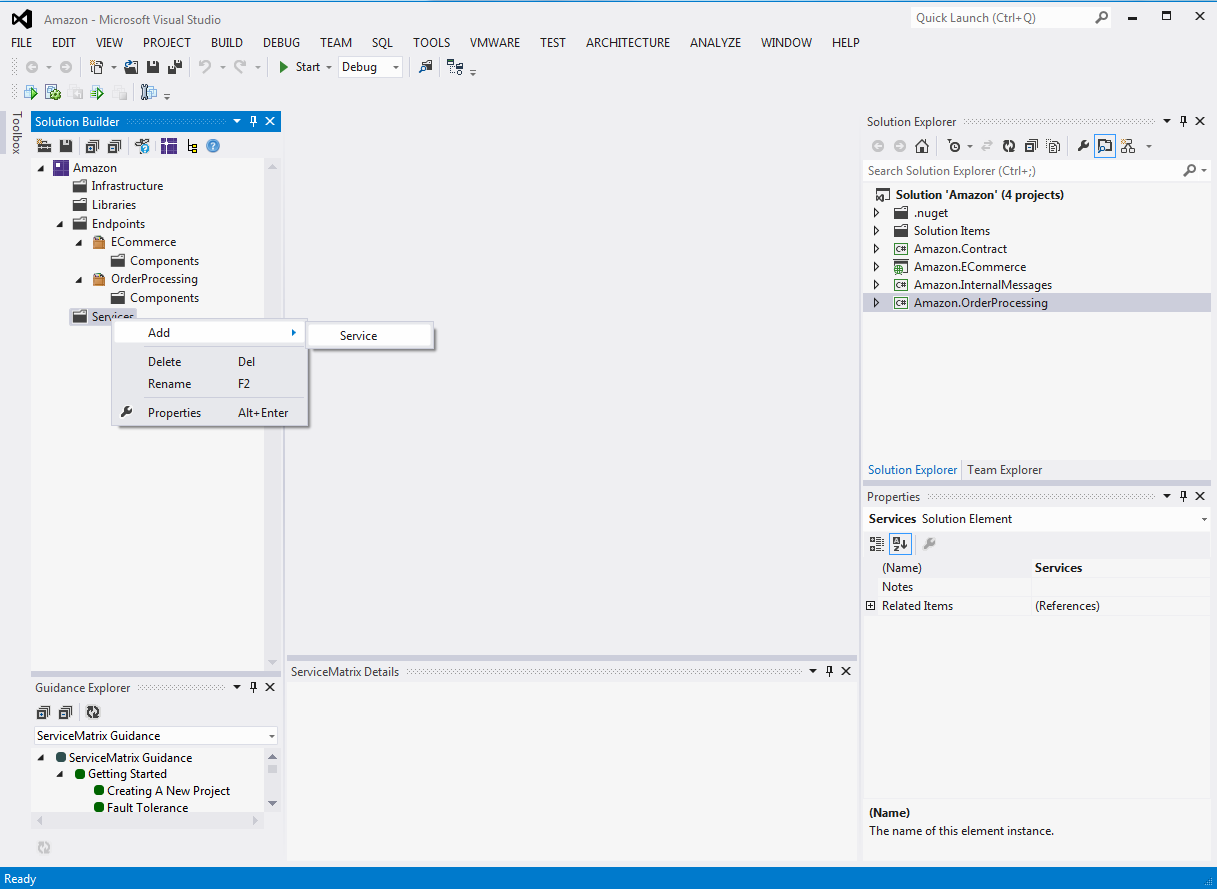 Amazon - Microsoft Visual Studio
Quick Launch (Ctrl+Q)
FILE EDIT VIEW PROJECT BUILD DEBUG TEAM SQL TOOLS VMWARE TEST ARCHITECTURE ANALYZE WINDOW HELP
Start Debug
Toolbox
Solution Builder
Amazon
Infrastructure
Libraries
Endpoints
ECommerce
Components
OrderProcessing
Components
Services
Add
Service
Delete Del
Rename F2
Properties Alt+Enter
Guidance Explorer
ServiceMatrix Guidance
ServiceMatrix Guidance
Getting Started
Creating A New Project
Fault Tolerance
ServiceMatrix Details
Solution Explorer
Search Solution Explorer (Ctrl+;)
Solution 'Amazon' (4 projects)
.nuget
Solution Items
C# Amazon.Contract
Amazon.ECommerce
C# Amazon.InternalMessages
C# Amazon.OrderProcessing
Solution Explorer Team Explorer
Properties
Services Solution Element
(Name) Services
Notes
Related Items (References)
(Name)
The name of this element instance.
Ready